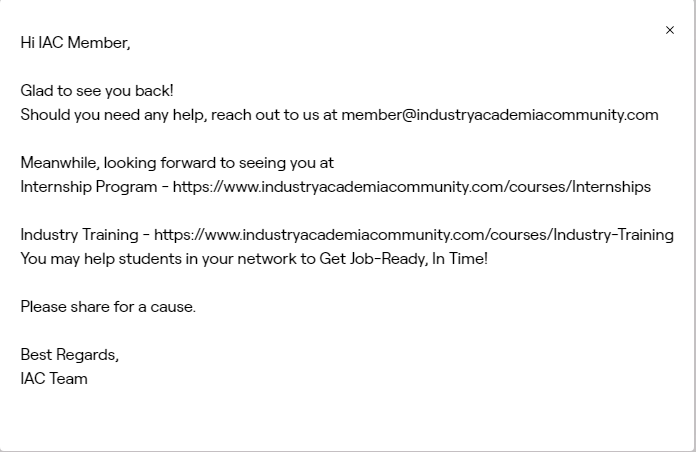 Hi IAC Member,
Glad to see you back!
Should you need any help, reach out to us at member@industryacademiacommunity.com
Meanwhile, looking forward to seeing you at
Internship Program - https://www.industryacademiacommunity.com/courses/Internships
Industry Training - https://www.industryacademiacommunity.com/courses/Industry-Training
You may help students in your network to Get Job-Ready, In Time!
Please share for a cause.
Best Regards,
IAC Team